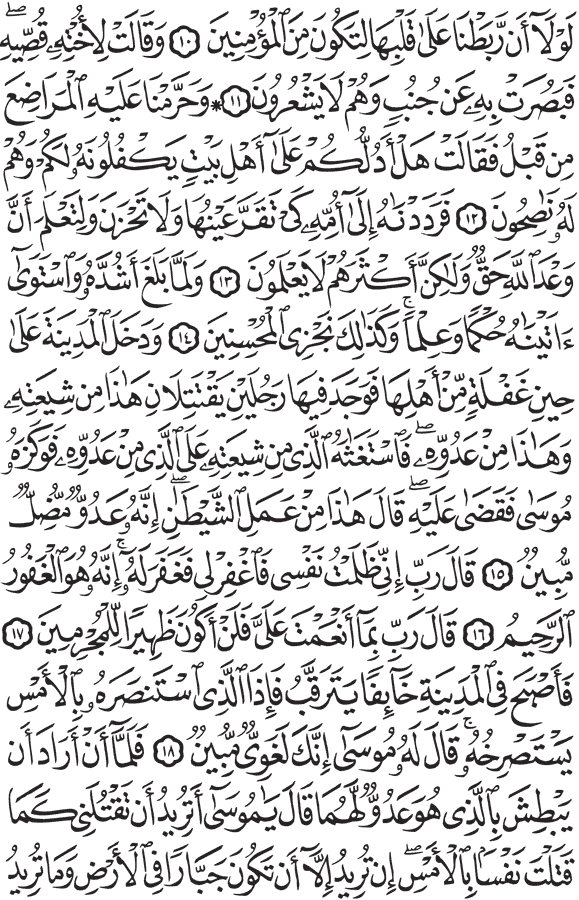 لَوْلَآ أَن رَّبَطْنَا عَلَىٰ قَلْبِهَا لِتَكُونَ مِنَ ٱلْمُؤْمِنِينَ ١٠ وَقَالَتْ لِأُخْتِهِۦ قُصِّيهِۖ
فَبَصُرَتْ بِهِۦ عَن جُنُبٍ وَهُمْ لَا يَشْعُرُونَ ١١ ۞ وَحَرَّمْنَا عَلَيْهِ ٱلْمَرَاضِعَ
مِن قَبْلُ فَقَالَتْ هَلْ أَدُلُّكُمْ عَلَىٰٓ أَهْلِ بَيْتٍ يَكْفُلُونَهُۥ لَكُمْ وَهُمْ
لَهُۥ نَٰصِحُونَ ١٢ فَرَدَدْنَٰهُ إِلَىٰٓ أُمِّهِۦ كَىْ تَقَرَّ عَيْنُهَا وَلَا تَحْزَنَ وَلِتَعْلَمَ أَنَّ
وَعْدَ ٱللَّهِ حَقٌّ وَلَٰكِنَّ أَكْثَرَهُمْ لَا يَعْلَمُونَ ١٣ وَلَمَّا بَلَغَ أَشُدَّهُۥ وَٱسْتَوَىٰٓ
ءَاتَيْنَٰهُ حُكْمًا وَعِلْمًاۚ وَكَذَٰلِكَ نَجْزِى ٱلْمُحْسِنِينَ ١٤ وَدَخَلَ ٱلْمَدِينَةَ عَلَىٰ
حِينِ غَفْلَةٍ مِّنْ أَهْلِهَا فَوَجَدَ فِيهَا رَجُلَيْنِ يَقْتَتِلَانِ هَٰذَا مِن شِيعَتِهِۦ
وَهَٰذَا مِنْ عَدُوِّهِۦۖ فَٱسْتَغَٰثَهُ ٱلَّذِى مِن شِيعَتِهِۦ عَلَى ٱلَّذِى مِنْ عَدُوِّهِۦ فَوَكَزَهُۥ
مُوسَىٰ فَقَضَىٰ عَلَيْهِۖ قَالَ هَٰذَا مِنْ عَمَلِ ٱلشَّيْطَٰنِۖ إِنَّهُۥ عَدُوٌّ مُّضِلٌّ
مُّبِينٌ ١٥ قَالَ رَبِّ إِنِّى ظَلَمْتُ نَفْسِى فَٱغْفِرْ لِى فَغَفَرَ لَهُۥٓۚ إِنَّهُۥ هُوَ ٱلْغَفُورُ
ٱلرَّحِيمُ ١٦ قَالَ رَبِّ بِمَآ أَنْعَمْتَ عَلَىَّ فَلَنْ أَكُونَ ظَهِيرًا لِّلْمُجْرِمِينَ ١٧
فَأَصْبَحَ فِى ٱلْمَدِينَةِ خَآئِفًا يَتَرَقَّبُ فَإِذَا ٱلَّذِى ٱسْتَنصَرَهُۥ بِٱلْأَمْسِ
يَسْتَصْرِخُهُۥۚ قَالَ لَهُۥ مُوسَىٰٓ إِنَّكَ لَغَوِىٌّ مُّبِينٌ ١٨ فَلَمَّآ أَنْ أَرَادَ أَن
يَبْطِشَ بِٱلَّذِى هُوَ عَدُوٌّ لَّهُمَا قَالَ يَٰمُوسَىٰٓ أَتُرِيدُ أَن تَقْتُلَنِى كَمَا
قَتَلْتَ نَفْسًۢا بِٱلْأَمْسِۖ إِن تُرِيدُ إِلَّآ أَن تَكُونَ جَبَّارًا فِى ٱلْأَرْضِ وَمَا تُرِيدُ